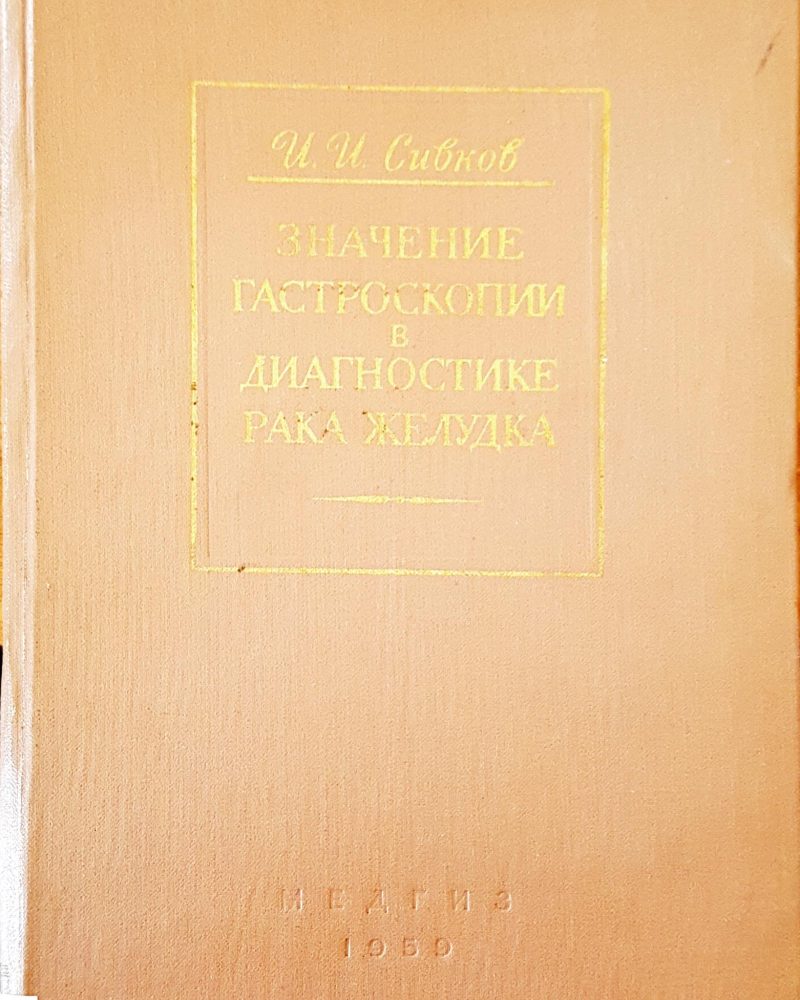 И. И. Сивков
ЗНАЧЕНИЕ
ГАСТРОСКОПИИ
В
ДИАГНОСТИКЕ
РАКА ЖЕЛУДКА
МЕДГИЗ
1959